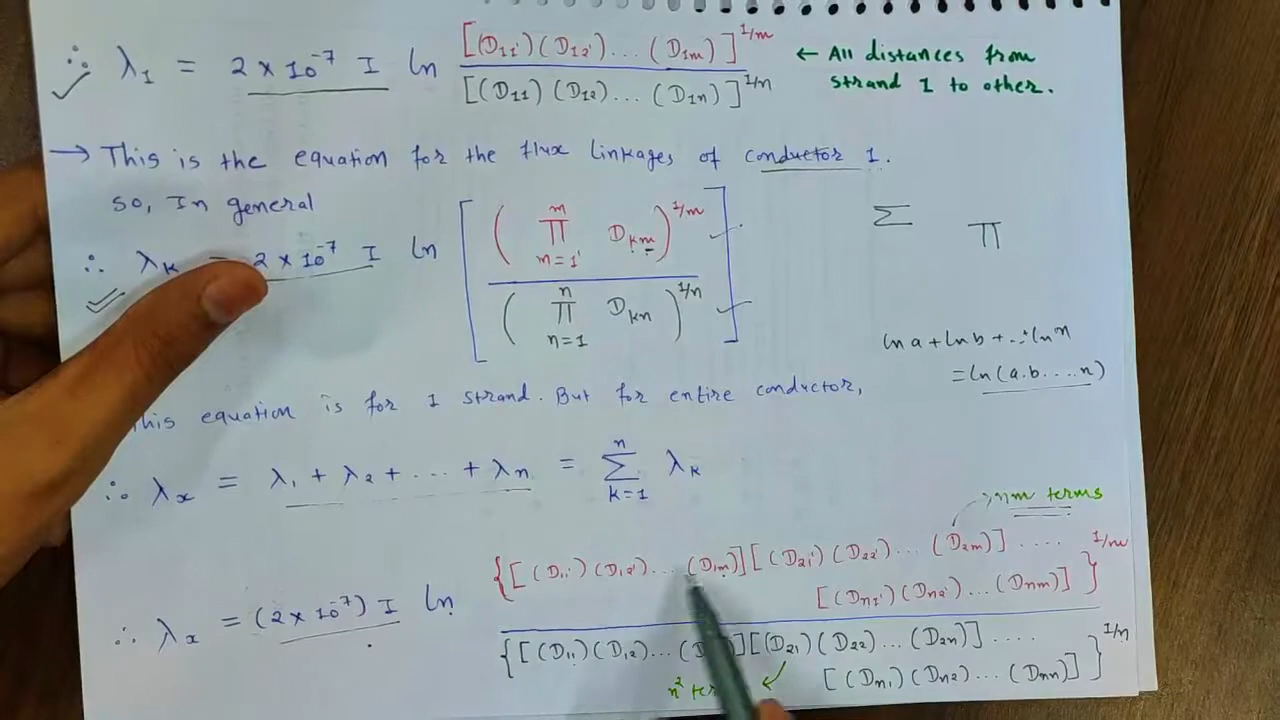 ∴ λ₁ = 2 × 10⁻⁷ I ln [(D₁₁')(D₁₂')...(D₁m)]^1/m / [(D₁₁)(D₁₂)...(D₁n)]^1/n ← All distances from strand 1 to other.
→ This is the equation for the flux linkages of conductor 1.
so, In general
∴ λk = 2 × 10⁻⁷ I ln [ ( m Π m=1' Dkm )^1/m / ( n Π n=1 Dkn )^1/n ]
Σ Π
ln a + ln b + ... + ln n
= ln (a.b....n)
This equation is for 1 strand. But for entire conductor,
∴ λx = λ₁ + λ₂ + ... + λn = n Σ k=1 λk
nm terms
∴ λx = (2 × 10⁻⁷) I ln {[(D₁₁')(D₁₂')...(D₁m)][(D₂₁')(D₂₂')...(D₂m)] ....
[(Dn₁')(Dn₂')...(Dnm)]}^1/m
{[(D₁₁)(D₁₂)...(D )][(D₂₁)(D₂₂)...(D₂n)] ....
[(Dn₁)(Dn₂)...(Dnn)]}^1/n
n²